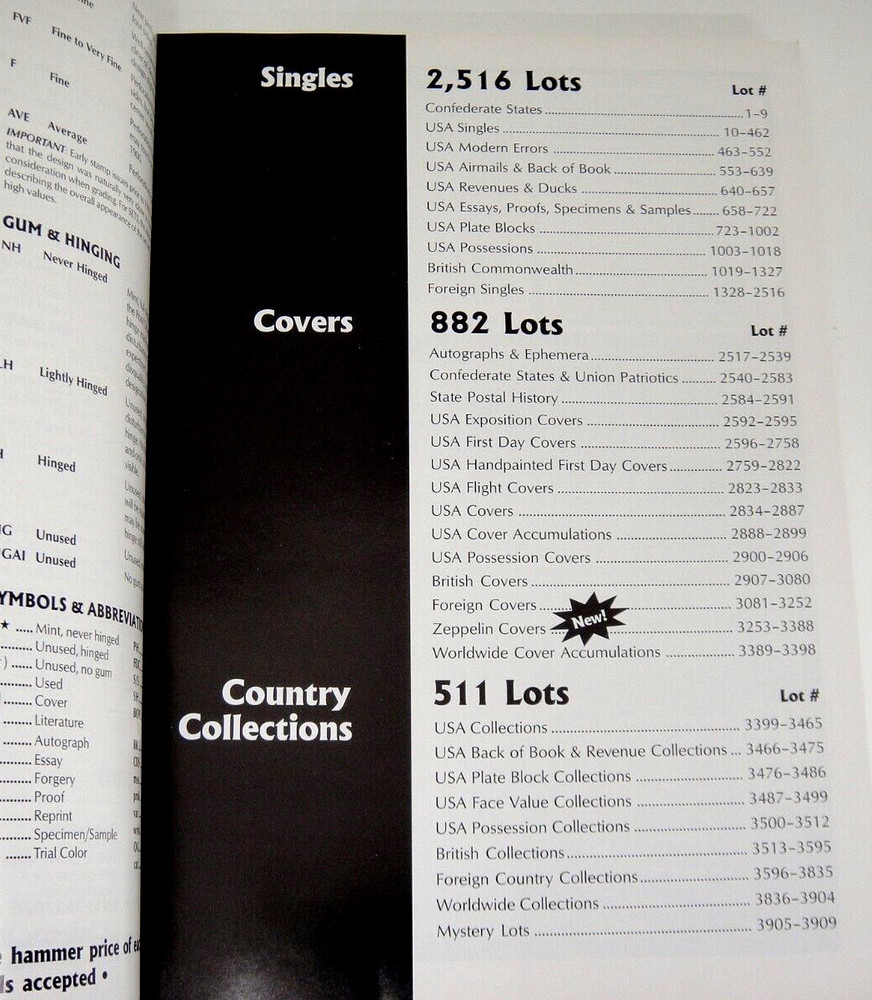 FVF Fine to Very Fine
F Fine
AVE Average
IMPORTANT: Early stamp issues
that the design was naturally very
consideration when grading. For SETS
describing the overall appearance of the
high values.
GUM & HINGING
NH Never Hinged
LH Lightly Hinged
Hinged
Unused
GAI Unused
YMBOLS & ABBREVIAT
★ ..... Mint, never hinged
......... Unused, hinged
) ...... Unused, no gum
......... Used
........ Cover
........ Literature
........ Autograph
......... Essay
......... Forgery
......... Proof
......... Reprint
......... Specimen/Sample
....... Trial Color
hammer price of
ls accepted •
Singles
2,516 Lots Lot #
Confederate States 1–9
USA Singles 10–462
USA Modern Errors 463–552
USA Airmails & Back of Book 553–639
USA Revenues & Ducks 640–657
USA Essays, Proofs, Specimens & Samples 658–722
USA Plate Blocks 723–1002
USA Possessions 1003–1018
British Commonwealth 1019–1327
Foreign Singles 1328–2516
Covers
882 Lots Lot #
Autographs & Ephemera 2517–2539
Confederate States & Union Patriotics 2540–2583
State Postal History 2584–2591
USA Exposition Covers 2592–2595
USA First Day Covers 2596–2758
USA Handpainted First Day Covers 2759–2822
USA Flight Covers 2823–2833
USA Covers 2834–2887
USA Cover Accumulations 2888–2899
USA Possession Covers 2900–2906
British Covers 2907–3080
Foreign Covers 3081–3252
Zeppelin Covers New! 3253–3388
Worldwide Cover Accumulations 3389–3398
Country
Collections
511 Lots Lot #
USA Collections 3399–3465
USA Back of Book & Revenue Collections 3466–3475
USA Plate Block Collections 3476–3486
USA Face Value Collections 3487–3499
USA Possession Collections 3500–3512
British Collections 3513–3595
Foreign Country Collections 3596–3835
Worldwide Collections 3836–3904
Mystery Lots 3905–3909